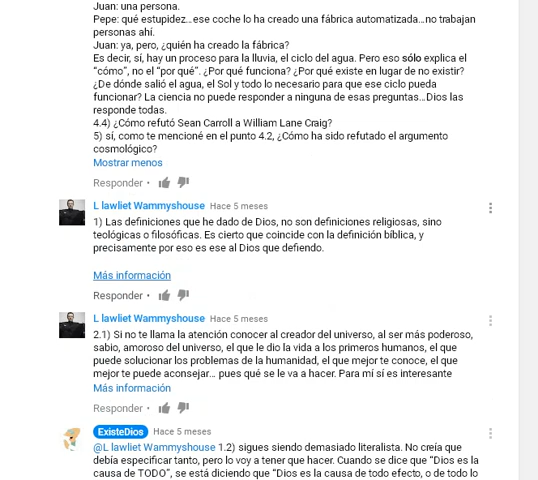 Juan: una persona.
Pepe: qué estupidez...ese coche lo ha creado una fábrica automatizada...no trabajan
personas ahí.
Juan: ya, pero, ¿quién ha creado la fábrica?
Es decir, sí, hay un proceso para la lluvia, el ciclo del agua. Pero eso sólo explica el
“cómo”, no el “por qué”. ¿Por qué funciona? ¿Por qué existe en lugar de no existir?
¿De dónde salió el agua, el Sol y todo lo necesario para que ese ciclo pueda
funcionar? La ciencia no puede responder a ninguna de esas preguntas...Dios las
responde todas.
4.4) ¿Cómo refutó Sean Carroll a William Lane Craig?
5) sí, como te mencioné en el punto 4.2, ¿Cómo ha sido refutado el argumento
cosmológico?
Mostrar menos
Responder •
L lawliet Wammyshouse Hace 5 meses
1) Las definiciones que he dado de Dios, no son definiciones religiosas, sino
teológicas o filosóficas. Es cierto que coincide con la definición bíblica, y
precisamente por eso es ese al Dios que defiendo.
Más información
Responder •
L lawliet Wammyshouse Hace 5 meses
2.1) Si no te llama la atención conocer al creador del universo, al ser más poderoso,
sabio, amoroso del universo, el que le dio la vida a los primeros humanos, el que
puede solucionar los problemas de la humanidad, el que mejor te conoce, el que
mejor te puede aconsejar... pues qué se le va a hacer. Para mí sí es interesante
Más información
Responder •
ExisteDios Hace 5 meses
@L lawliet Wammyshouse 1.2) sigues siendo demasiado literalista. No creía que
debía especificar tanto, pero lo voy a tener que hacer. Cuando se dice que “Dios es la
causa de TODO”, se está diciendo que “Dios es la causa de todo efecto, o de todo lo